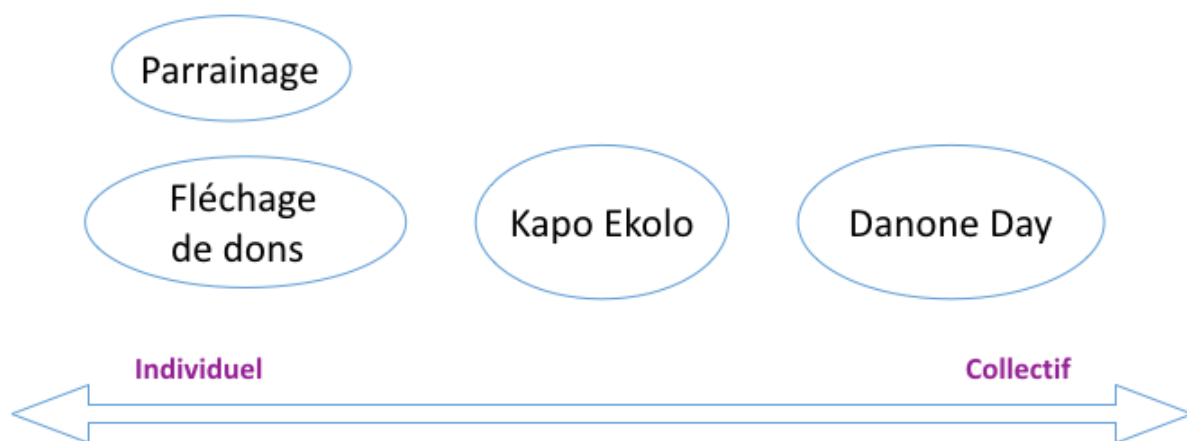 Parrainage
Fléchage
de dons
Kapo Ekolo
Danone Day
Individuel
Collectif